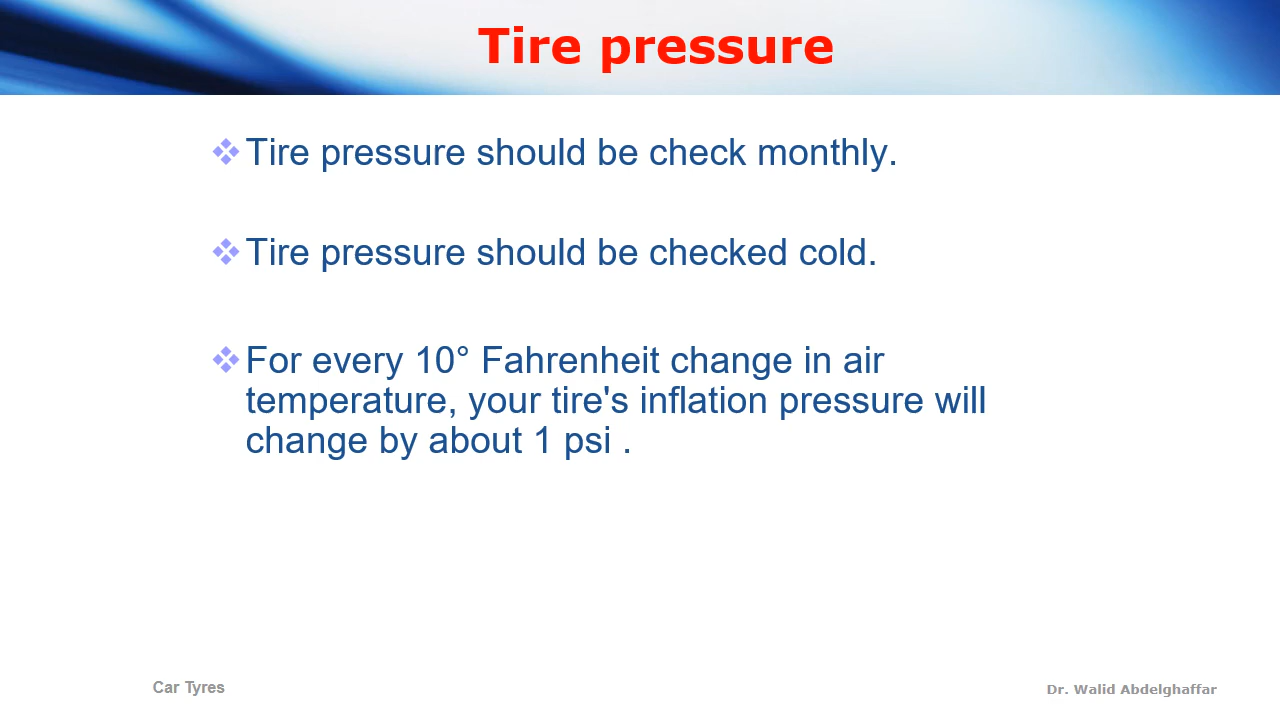 Tire pressure
❖Tire pressure should be check monthly.
❖Tire pressure should be checked cold.
❖For every 10° Fahrenheit change in air
temperature, your tire's inflation pressure will
change by about 1 psi .
Car Tyres
Dr. Walid Abdelghaffar